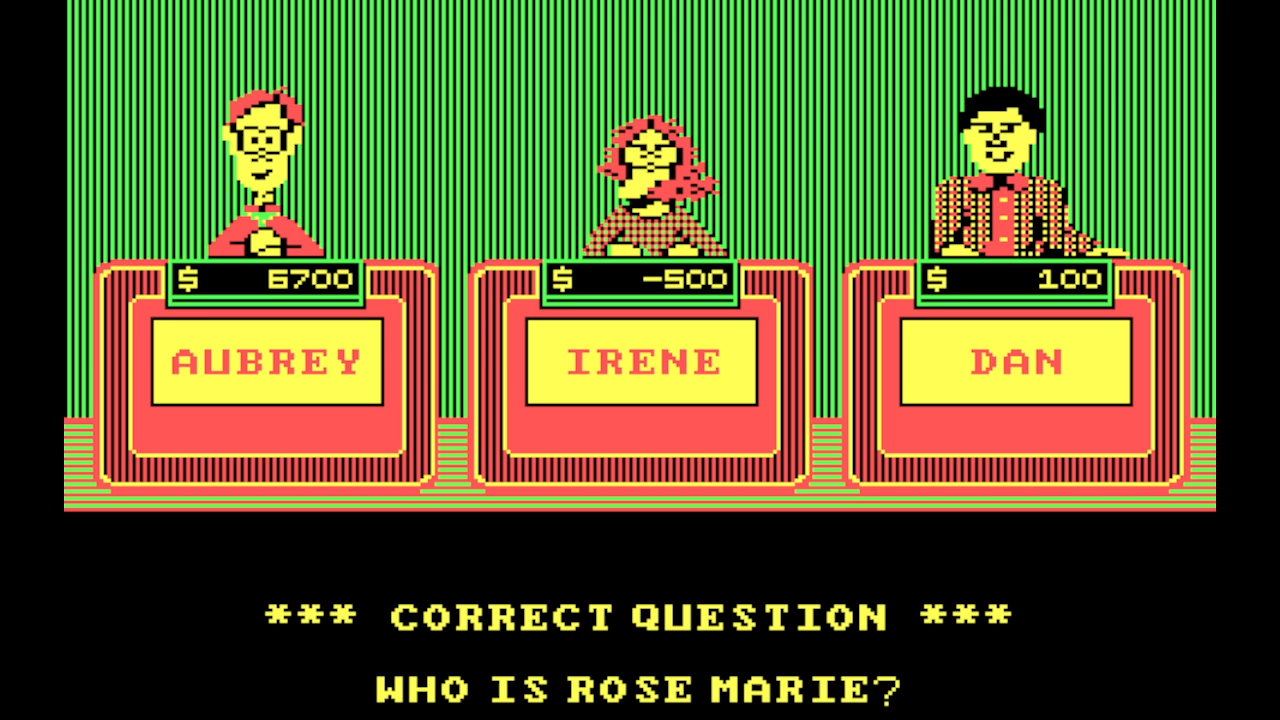 $ 6700 $ -500 $ 100
AUBREY IRENE DAN
*** CORRECT QUESTION ***
WHO IS ROSE MARIE?